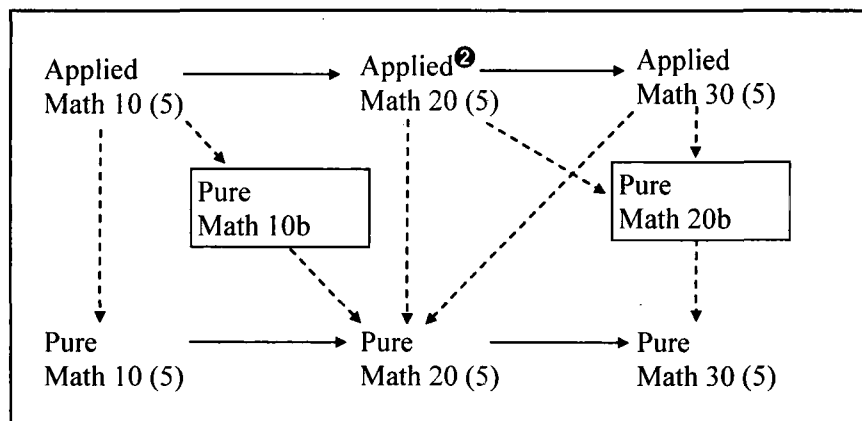 Applied
Math 10 (5)
Applied❷
Math 20 (5)
Applied
Math 30 (5)
Pure
Math 10b
Pure
Math 20b
Pure
Math 10 (5)
Pure
Math 20 (5)
Pure
Math 30 (5)